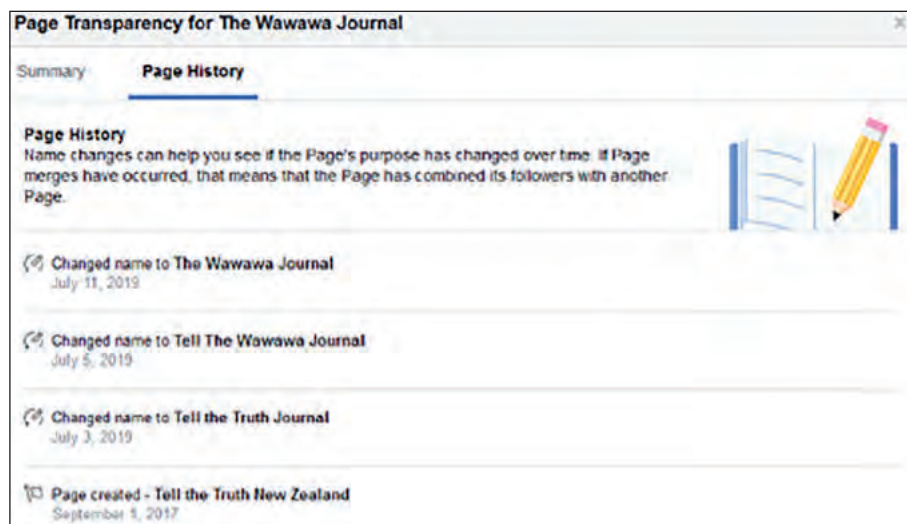 Page Transparency for The Wawawa Journal
Summary Page History
Page History
Name changes can help you see if the Page's purpose has changed over time. If Page
merges have occurred, that means that the Page has combined its followers with another
Page.
Changed name to The Wawawa Journal
July 11, 2019
Changed name to Tell The Wawawa Journal
July 5, 2019
Changed name to Tell the Truth Journal
July 3, 2019
Page created - Tell the Truth New Zealand
September 1, 2017